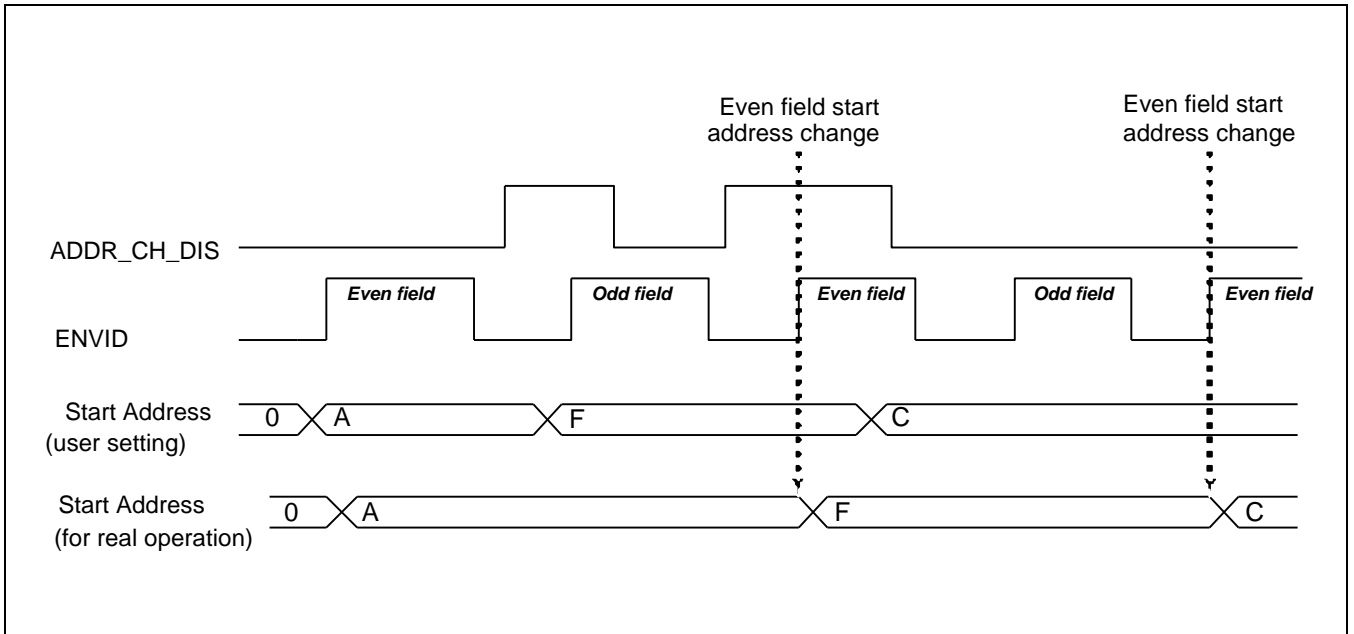 Even field start
address change
Even field start
address change
ADDR_CH_DIS
Even field
Odd field
Even field
Odd field
Even field
ENVID
Start Address
(user setting)
0
A
F
C
Start Address
(for real operation)
0
A
F
C